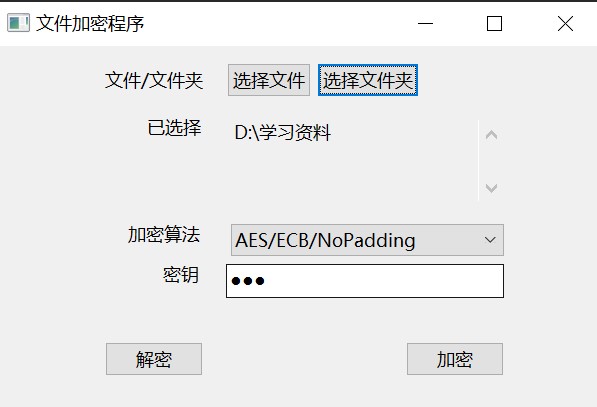 文件加密程序
文件/文件夹 选择文件 选择文件夹
已选择 D:\学习资料
加密算法 AES/ECB/NoPadding
密钥 ●●●
解密 加密